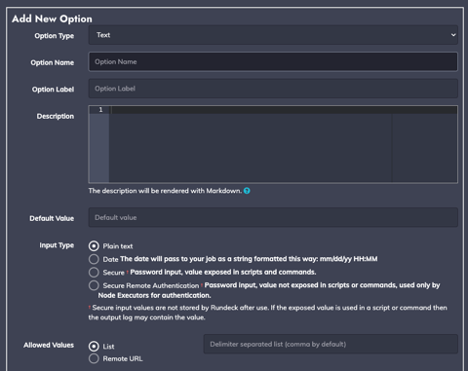 Add New Option
Option Type Text
Option Name Option Name
Option Label Option Label
Description 1
The description will be rendered with Markdown. ?
Default Value Default value
Input Type Plain text
Date The date will pass to your job as a string formatted this way: mm/dd/yy HH:MM
Secure * Password input, value exposed in scripts and commands.
Secure Remote Authentication * Password input, value not exposed in scripts or commands, used only by
Node Executors for authentication.
* Secure input values are not stored by Rundeck after use. If the exposed value is used in a script or command then
the output log may contain the value.
Allowed Values List Delimiter separated list (comma by default)
Remote URL